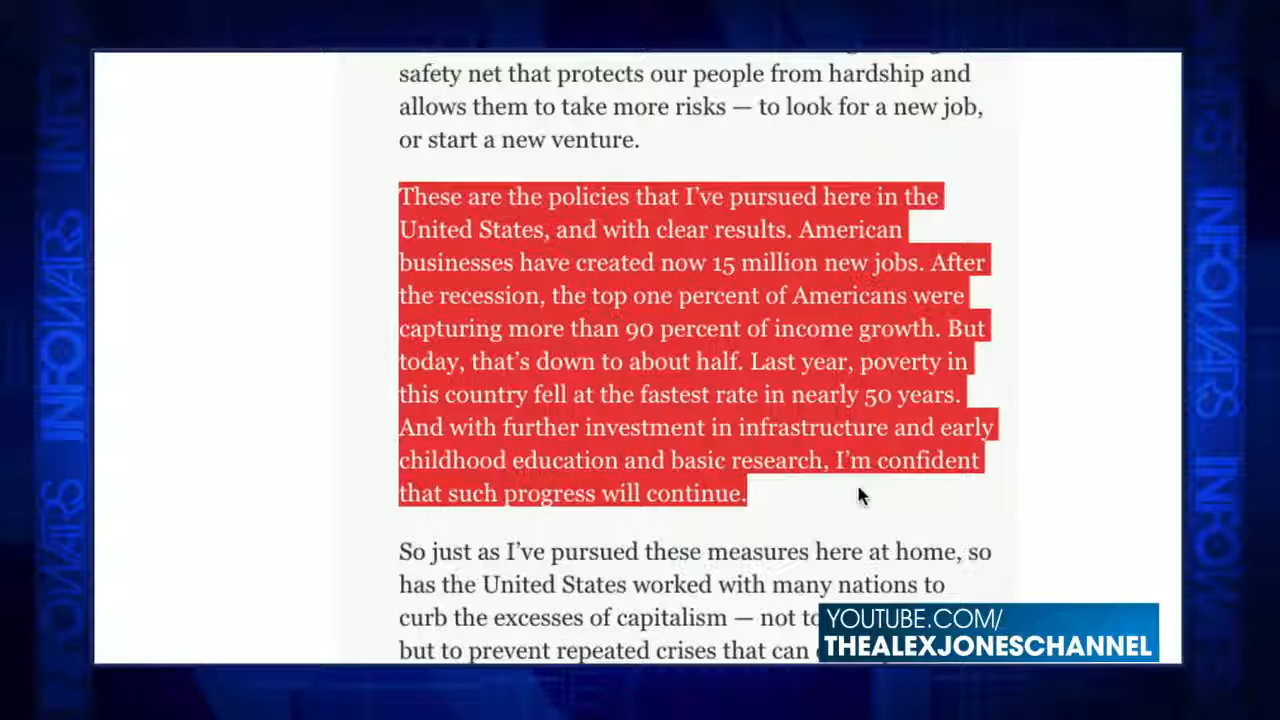 safety net that protects our people from hardship and
allows them to take more risks — to look for a new job,
or start a new venture.
These are the policies that I’ve pursued here in the
United States, and with clear results. American
businesses have created now 15 million new jobs. After
the recession, the top one percent of Americans were
capturing more than 90 percent of income growth. But
today, that’s down to about half. Last year, poverty in
this country fell at the fastest rate in nearly 50 years.
And with further investment in infrastructure and early
childhood education and basic research, I’m confident
that such progress will continue.
So just as I’ve pursued these measures here at home, so
has the United States worked with many nations to
curb the excesses of capitalism — not to
but to prevent repeated crises that can
YOUTUBE.COM/
THEALEXJONESCHANNEL
INFOWARS
INFOWARS
INFOWARS
INFOWARS